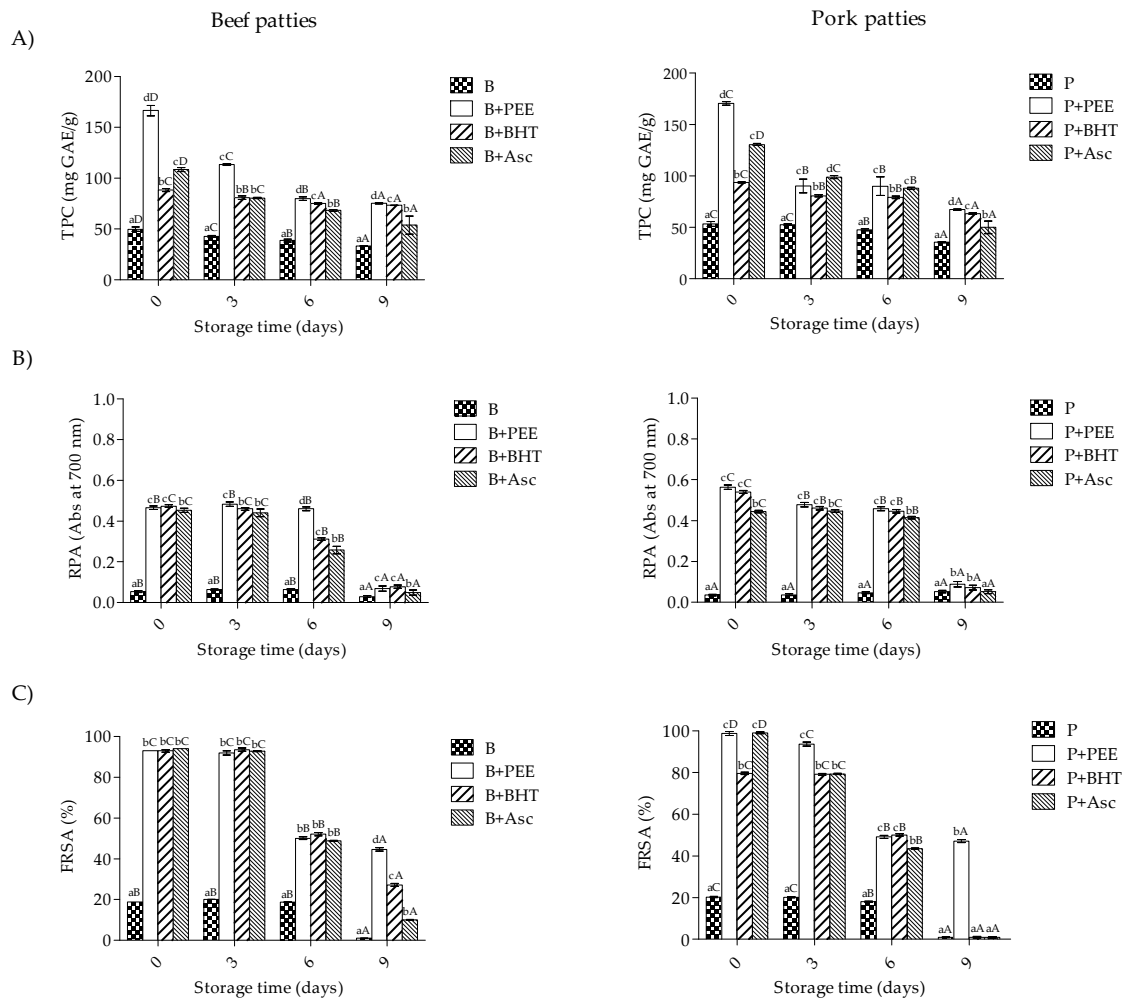 Beef patties
Pork patties
A)
TPC (mg GAE/g)
200
150
100
50
0
aD dD bC cD
aC cC bB bC
aB dB cA bB
aA dA cA bA
0 3 6 9
Storage time (days)
B
B+PEE
B+BHT
B+Asc
TPC (mg GAE/g)
200
150
100
50
0
aC dC bC cD
aC cB bB dC
aB cB bB cB
aA dA cA bA
0 3 6 9
Storage time (days)
P
P+PEE
P+BHT
P+Asc
B)
RPA (Abs at 700 nm)
1.0
0.8
0.6
0.4
0.2
0.0
aB cB cC bC
aB cB bC bC
aB dB cB bB
aA cA cA bA
0 3 6 9
Storage time (days)
B
B+PEE
B+BHT
B+Asc
RPA (Abs at 700 nm)
1.0
0.8
0.6
0.4
0.2
0.0
aA cC cC bC
aA cB cB bC
aA cB cB bB
aA bA bA aA
0 3 6 9
Storage time (days)
P
P+PEE
P+BHT
P+Asc
C)
FRSA (%)
100
80
60
40
20
0
aB bC bC bC
aB bC bC bC
aB bB bB bB
aA dA cA bA
0 3 6 9
Storage time (days)
B
B+PEE
B+BHT
B+Asc
FRSA (%)
100
80
60
40
20
0
aC cD bC cD
aC cC bC bC
aB cB cB bB
aA bA aA aA
0 3 6 9
Storage time (days)
P
P+PEE
P+BHT
P+Asc